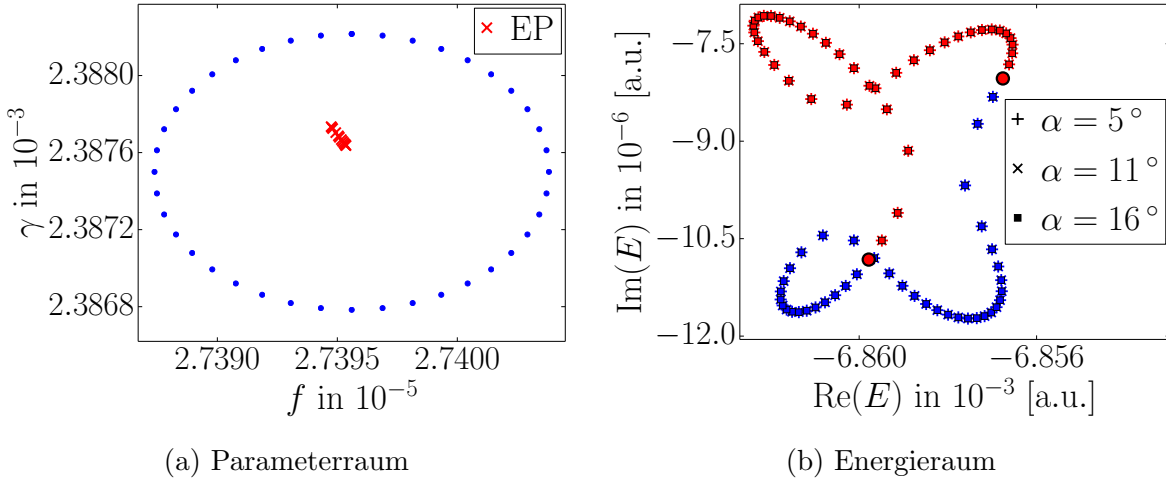 × EP
2.3880
2.3876
2.3872
2.3868
γ in 10⁻³
2.7390
2.7395
2.7400
f in 10⁻⁵
(a) Parameterraum
−7.5
−9.0
−10.5
−12.0
Im(E) in 10⁻⁶ [a.u.]
+ α = 5°
× α = 11°
▪ α = 16°
−6.860
−6.856
Re(E) in 10⁻³ [a.u.]
(b) Energieraum